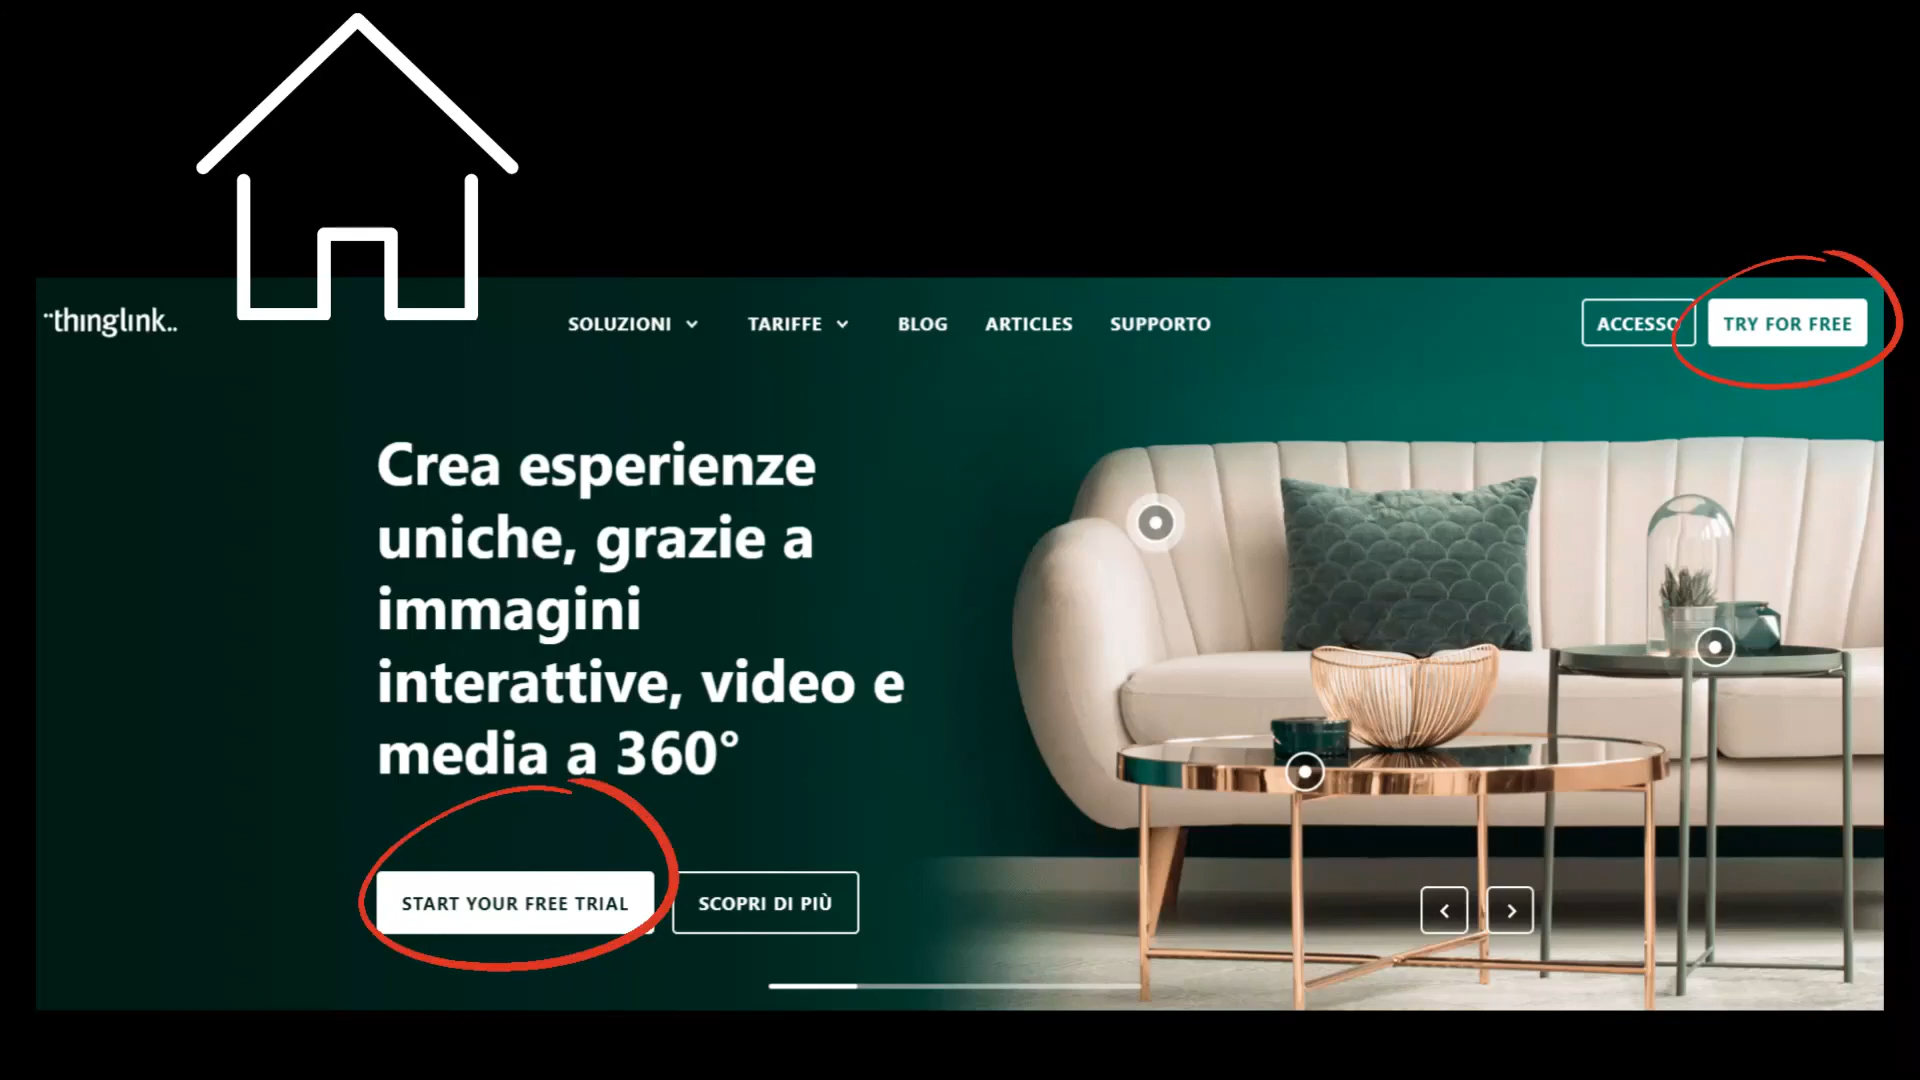 thinglink..
SOLUZIONI
TARIFFE
BLOG
ARTICLES
SUPPORTO
ACCESSO
TRY FOR FREE
Crea esperienze
uniche, grazie a
immagini
interattive, video e
media a 360°
START YOUR FREE TRIAL
SCOPRI DI PIÙ